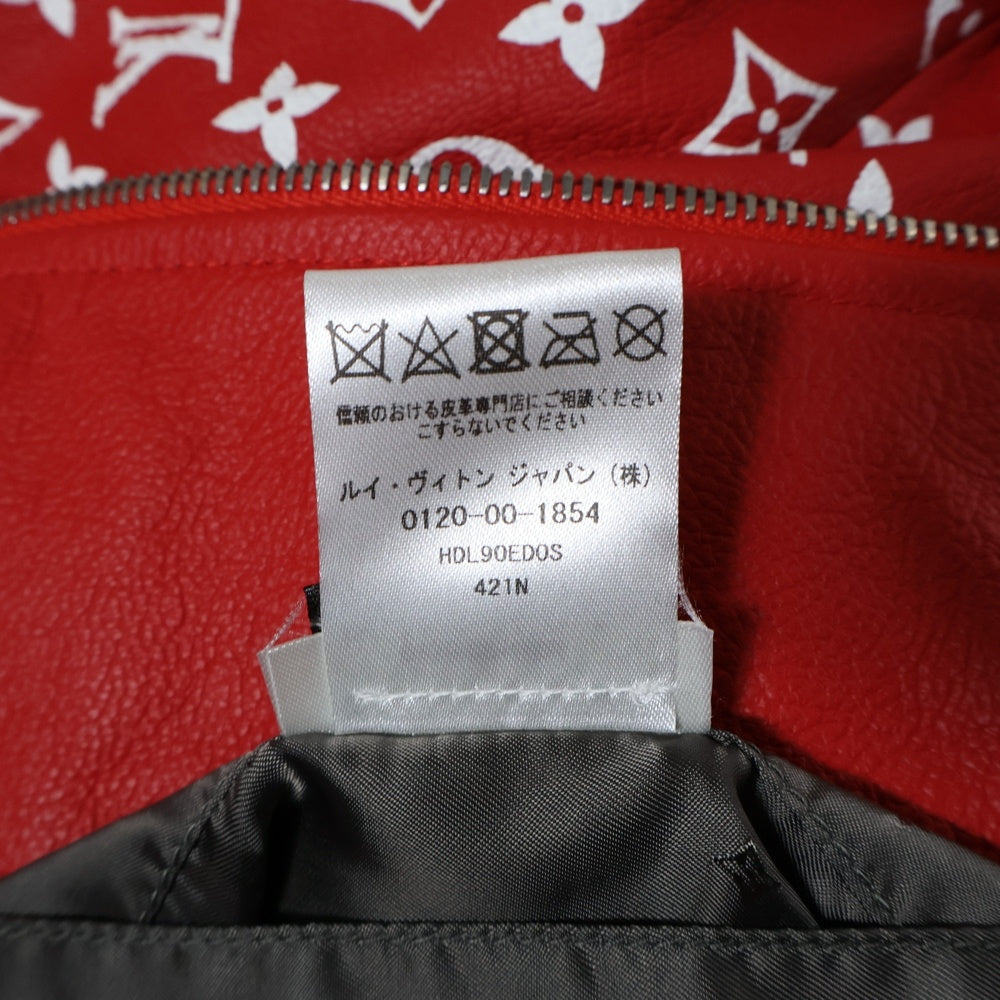 信頼のおける皮革専門店にご相談ください
こすらないでください
ルイ・ヴィトン ジャパン (株)
0120-00-1854
HDL90ED0S
421N